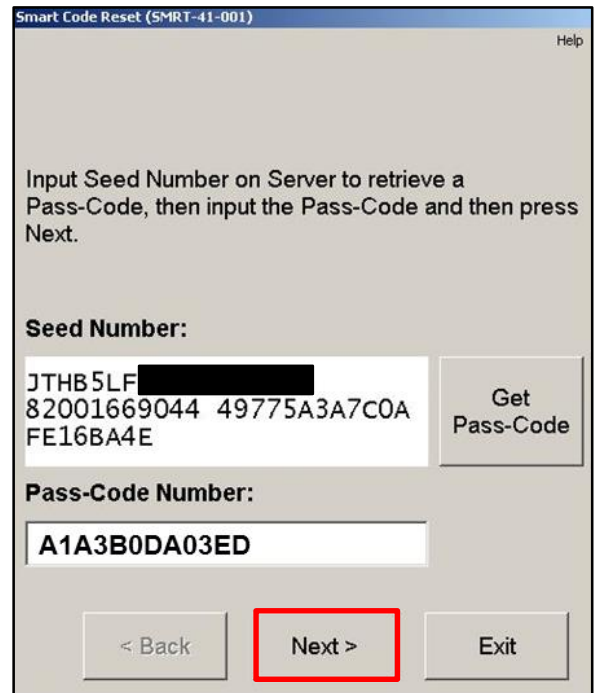 Smart Code Reset (SMRT-41-001)
Help
Input Seed Number on Server to retrieve a
Pass-Code, then input the Pass-Code and then press
Next.
Seed Number:
JTHB5LF
82001669044 49775A3A7C0A
FE16BA4E
Get
Pass-Code
Pass-Code Number:
A1A3B0DA03ED
< Back
Next >
Exit